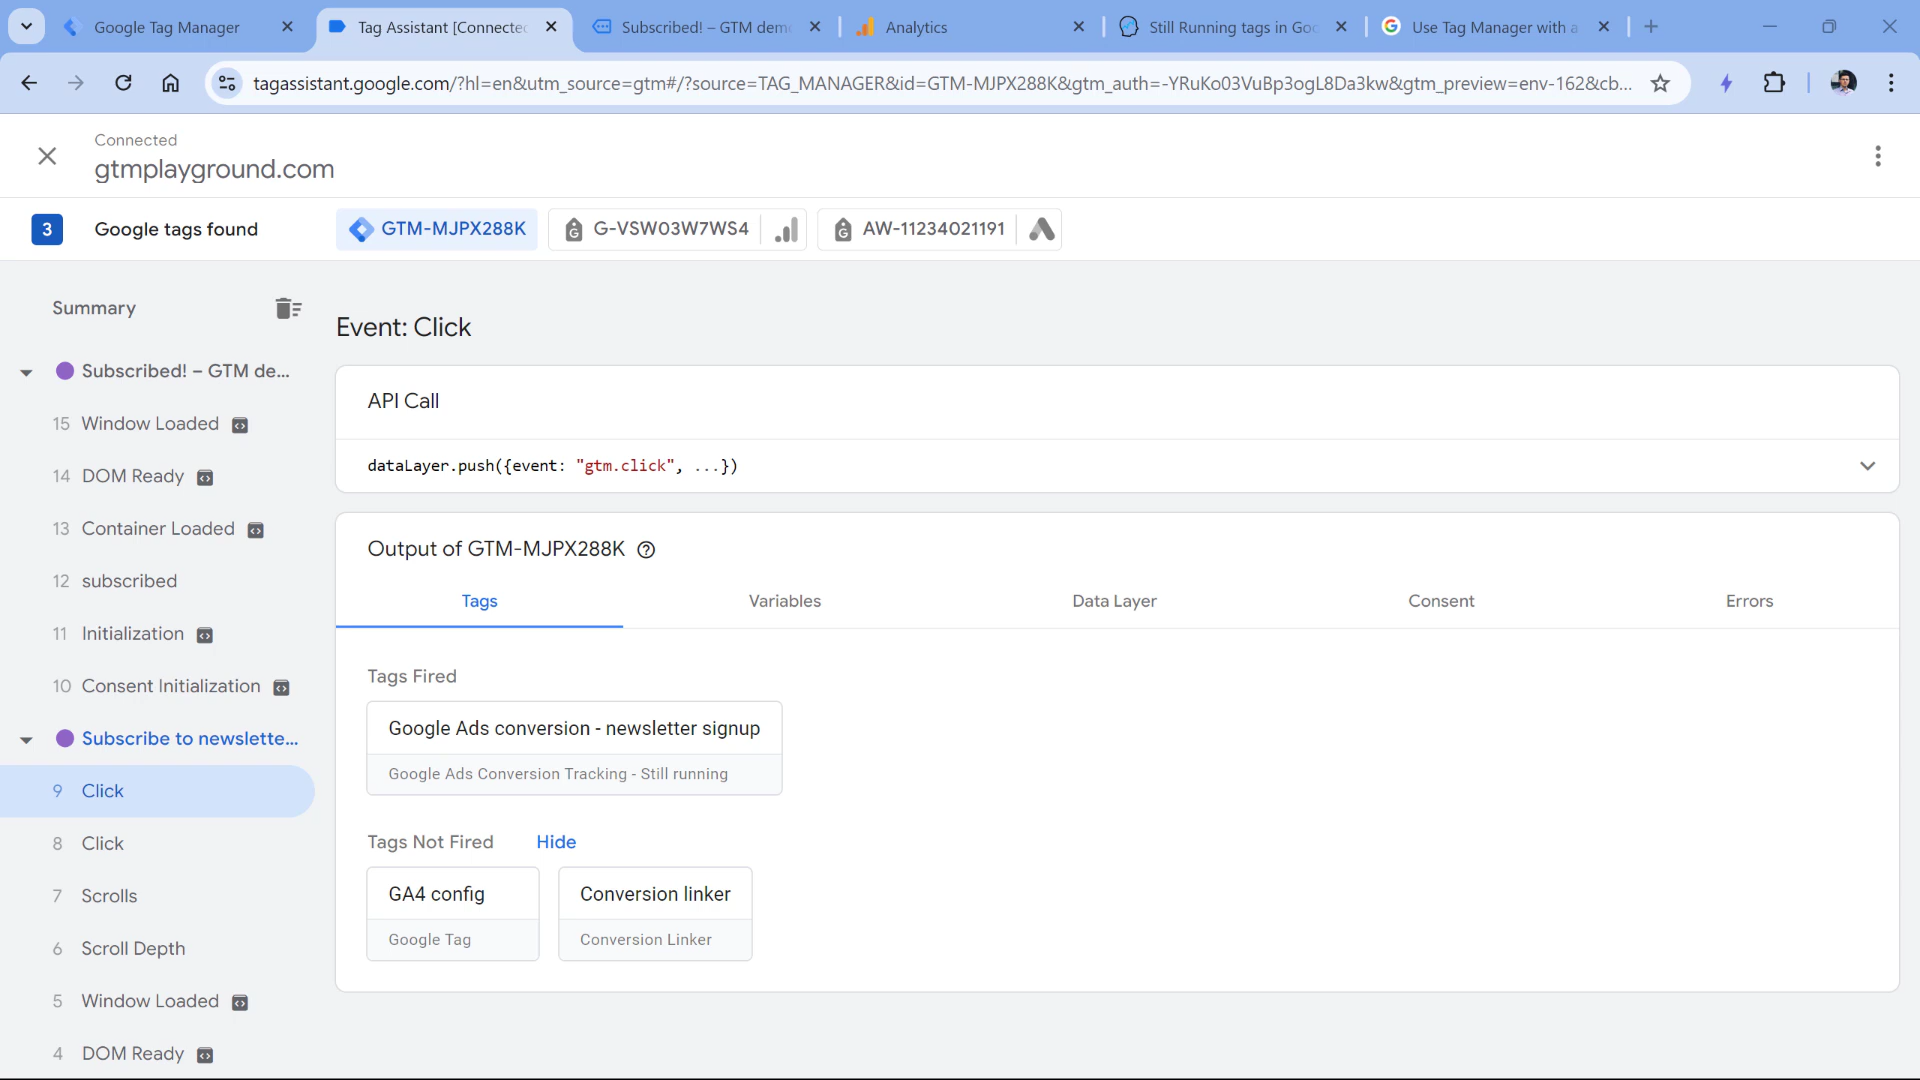 Google Tag Manager
Tag Assistant [Connected
Subscribed! – GTM demo
Analytics
Still Running tags in Goo
Use Tag Manager with a
tagassistant.google.com/?hl=en&utm_source=gtm#/?source=TAG_MANAGER&id=GTM-MJPX288K&gtm_auth=-YRuKo03VuBp3ogL8Da3kw&gtm_preview=env-162&cb...
Connected
gtmplayground.com
3 Google tags found
GTM-MJPX288K
G-VSW03W7WS4
AW-11234021191
Summary
Subscribed! – GTM de...
15 Window Loaded
14 DOM Ready
13 Container Loaded
12 subscribed
11 Initialization
10 Consent Initialization
Subscribe to newslette...
9 Click
8 Click
7 Scrolls
6 Scroll Depth
5 Window Loaded
4 DOM Ready
Event: Click
API Call
dataLayer.push({event: "gtm.click", ...})
Output of GTM-MJPX288K
Tags
Variables
Data Layer
Consent
Errors
Tags Fired
Google Ads conversion - newsletter signup
Google Ads Conversion Tracking - Still running
Tags Not Fired Hide
GA4 config
Google Tag
Conversion linker
Conversion Linker